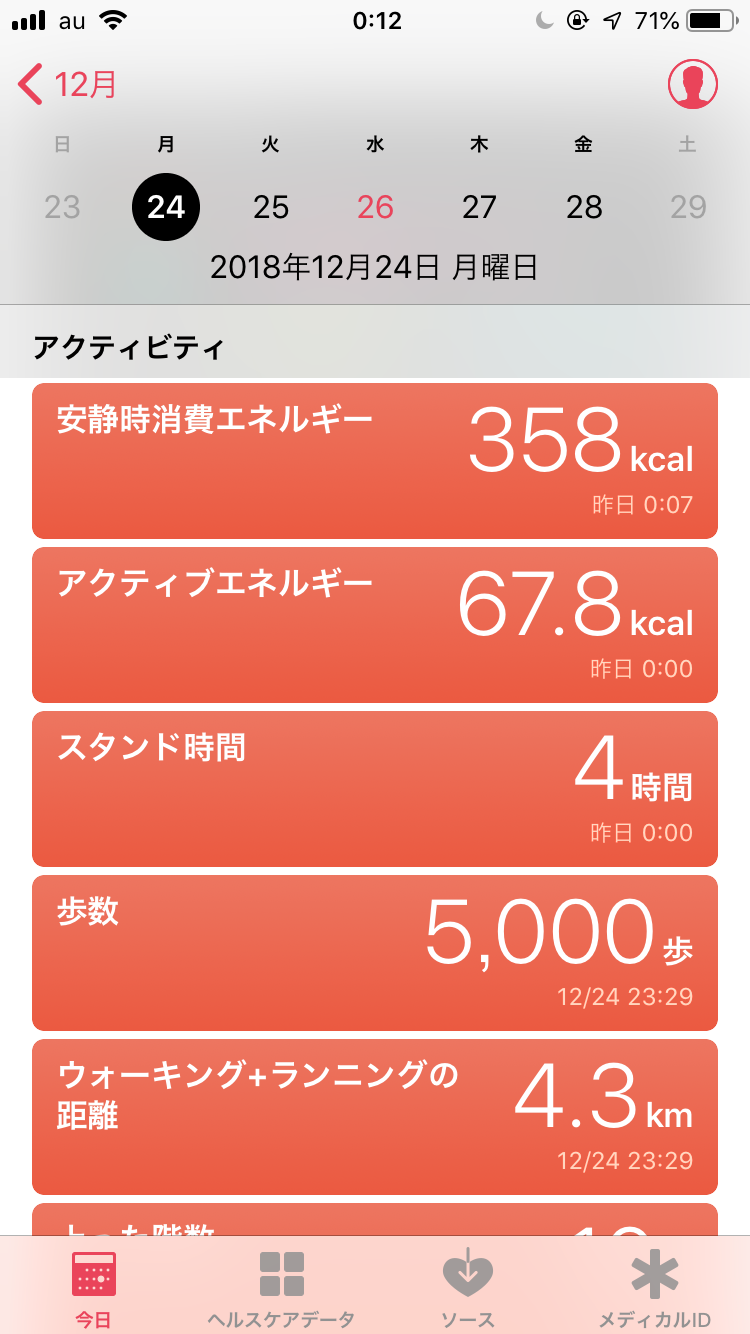 au 0:12 71%
12月
日 月 火 水 木 金 土
23 24 25 26 27 28 29
2018年12月24日 月曜日
アクティビティ
安静時消費エネルギー 358 kcal
昨日 0:07
アクティブエネルギー 67.8 kcal
昨日 0:00
スタンド時間 4 時間
昨日 0:00
歩数 5,000 歩
12/24 23:29
ウォーキング+ランニングの
距離 4.3 km
12/24 23:29
上った階数
今日 ヘルスケアデータ ソース メディカルID